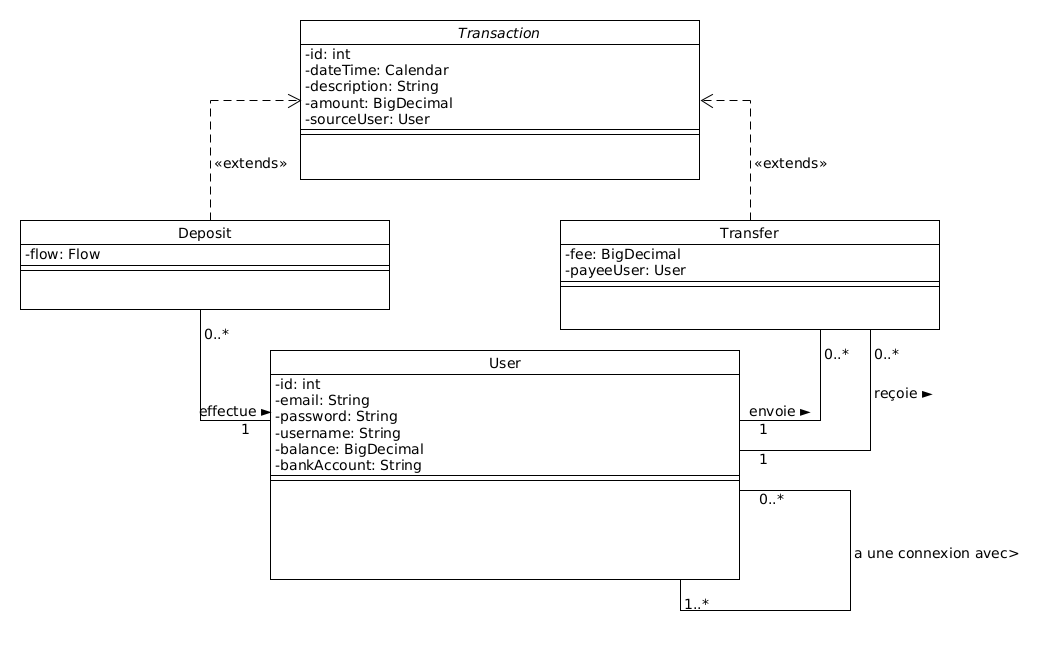 Transaction
-id: int
-dateTime: Calendar
-description: String
-amount: BigDecimal
-sourceUser: User
«extends»
«extends»
Deposit
-flow: Flow
Transfer
-fee: BigDecimal
-payeeUser: User
0..*
0..*
0..*
User
-id: int
-email: String
-password: String
-username: String
-balance: BigDecimal
-bankAccount: String
effectue ►
1
envoie ►
1
reçoie ►
1
0..*
a une connexion avec>
1..*